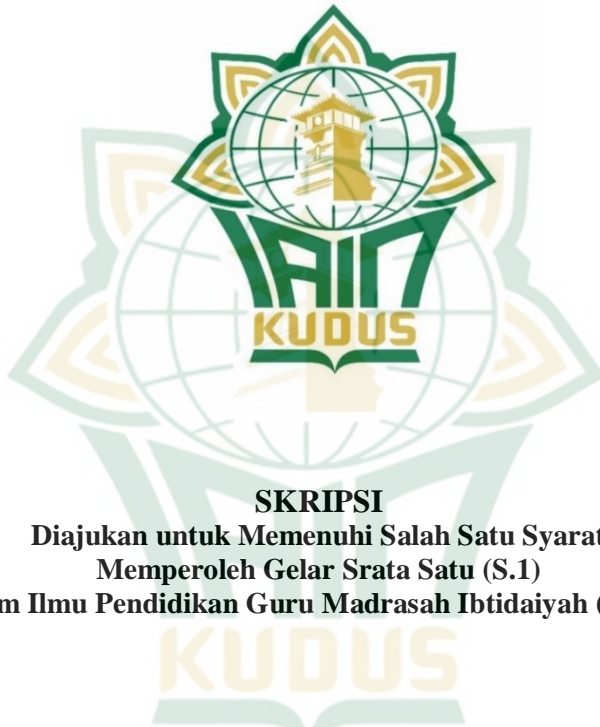 IAIN
KUDUS
SKRIPSI
Diajukan untuk Memenuhi Salah Satu Syarat
Memperoleh Gelar Srata Satu (S.1)
Ilmu Pendidikan Guru Madrasah Ibtidaiyah
KUDUS